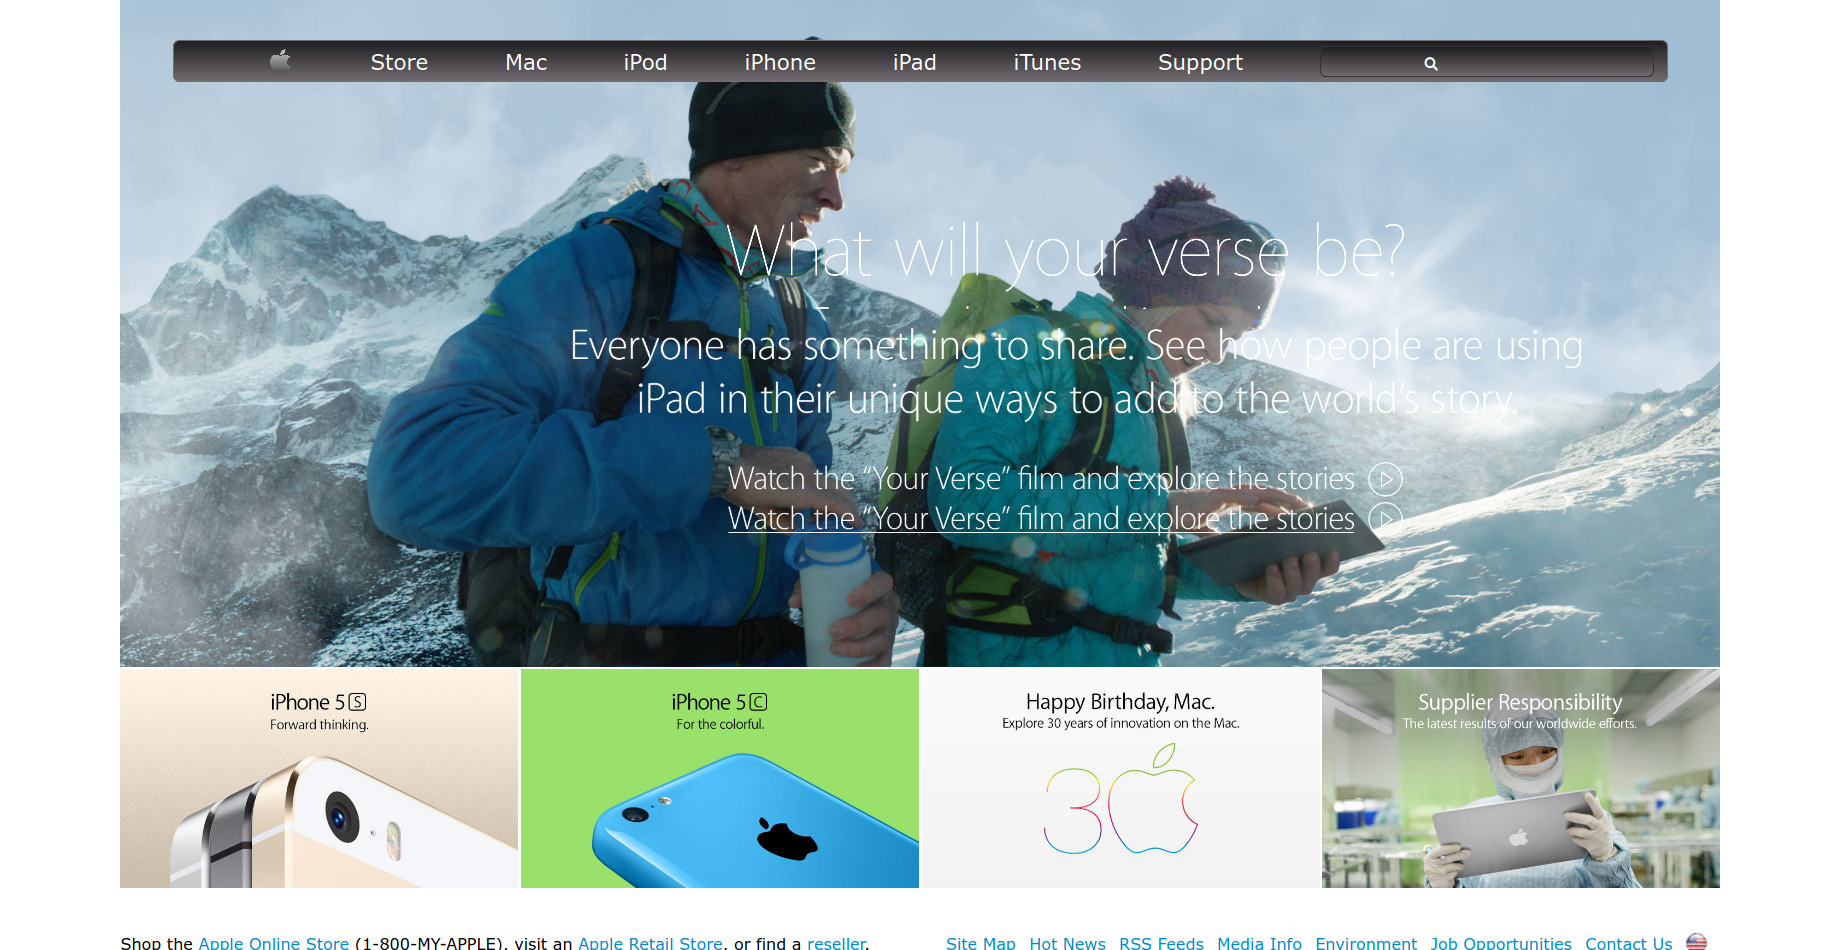 Store Mac iPod iPhone iPad iTunes Support
What will your verse be?
Everyone has something to share. See how people are using
iPad in their unique ways to add to the world’s story.
Watch the “Your Verse” film and explore the stories
Watch the “Your Verse” film and explore the stories
iPhone 5S
Forward thinking.
iPhone 5C
For the colorful.
Happy Birthday, Mac.
Explore 30 years of innovation on the Mac.
30
Supplier Responsibility
The latest results of our worldwide efforts.
Shop the Apple Online Store (1-800-MY-APPLE), visit an Apple Retail Store, or find a reseller.
Site Map Hot News RSS Feeds Media Info Environment Job Opportunities Contact Us